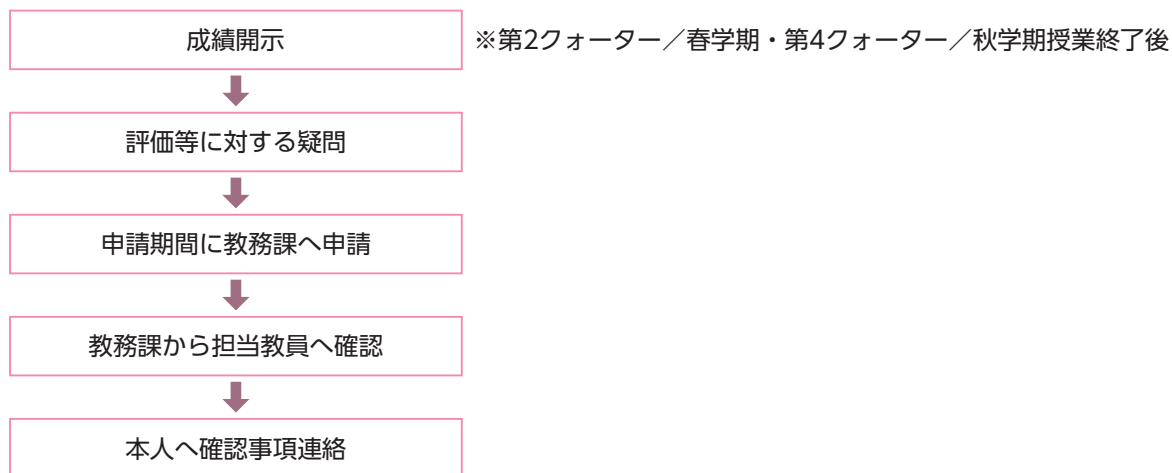 成績開示
※第2クォーター／春学期・第4クォーター／秋学期授業終了後
評価等に対する疑問
申請期間に教務課へ申請
教務課から担当教員へ確認
本人へ確認事項連絡